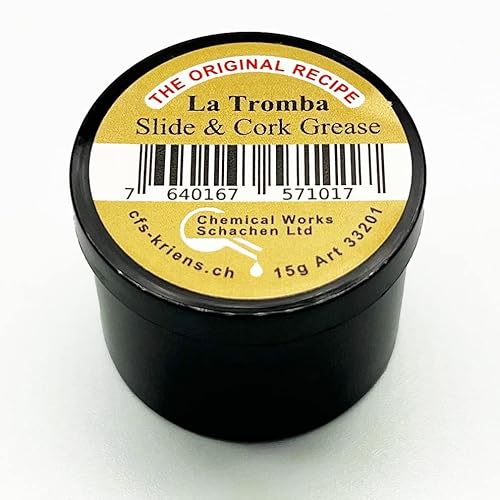 THE ORIGINAL RECIPE
La Tromba
Slide & Cork Grease
7 640167 571017
Chemical Works
Schachen Ltd
cfs-kriens.ch
15g Art 33201